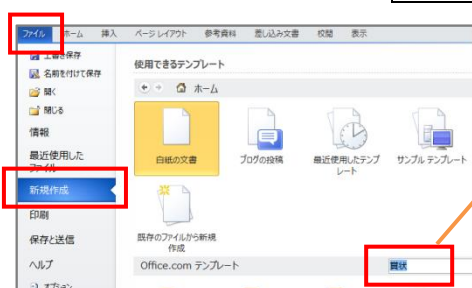 ファイル ホーム 挿入 ページ レイアウト 参考資料 差し込み文書 校閲 表示
上書き保存
名前を付けて保存
開く
閉じる
情報
最近使用した
ファイル
新規作成
印刷
保存と送信
ヘルプ
オプション
使用できるテンプレート
ホーム
白紙の文書 ブログの投稿 最近使用したテンプ
レート サンプル テンプレート
既存のファイルから新規
作成
Office.com テンプレート 賞状